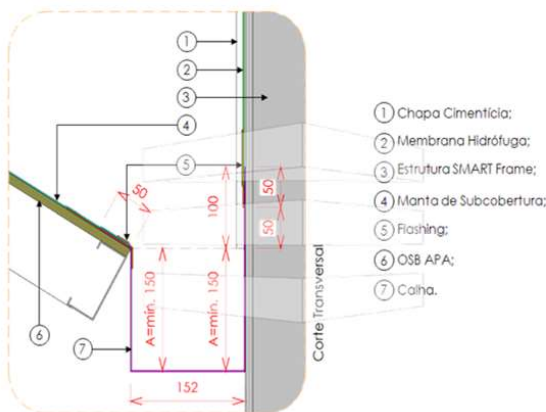 1
2
3
4
5
50
100
50
50
A=min. 150
A=min. 150
6
7
152
Corte Transversal
1 Chapa Cimentícia;
2 Membrana Hidrófuga;
3 Estrutura SMART Frame;
4 Manta de Subcobertura;
5 Flashing;
6 OSB APA;
7 Calha.